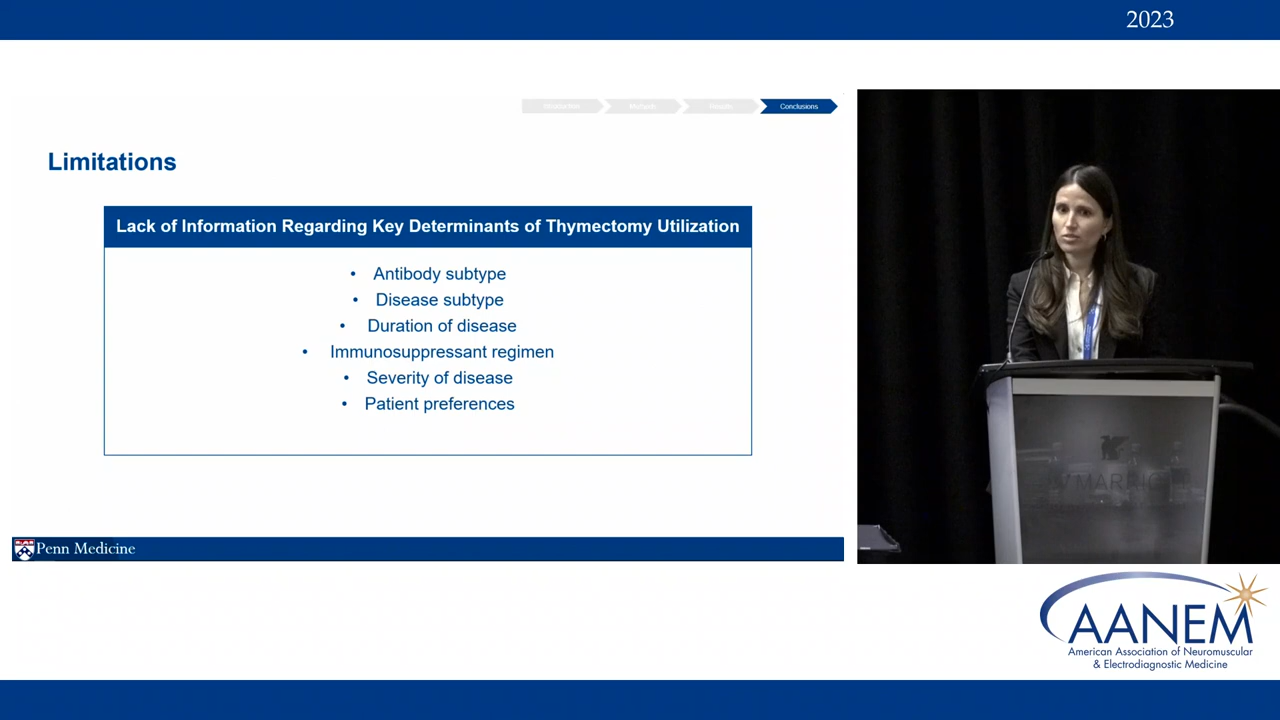 2023
Conclusions
Limitations
Lack of Information Regarding Key Determinants of Thymectomy Utilization
• Antibody subtype
• Disease subtype
• Duration of disease
• Immunosuppressant regimen
• Severity of disease
• Patient preferences
Penn Medicine
AANEM
American Association of Neuromuscular
& Electrodiagnostic Medicine